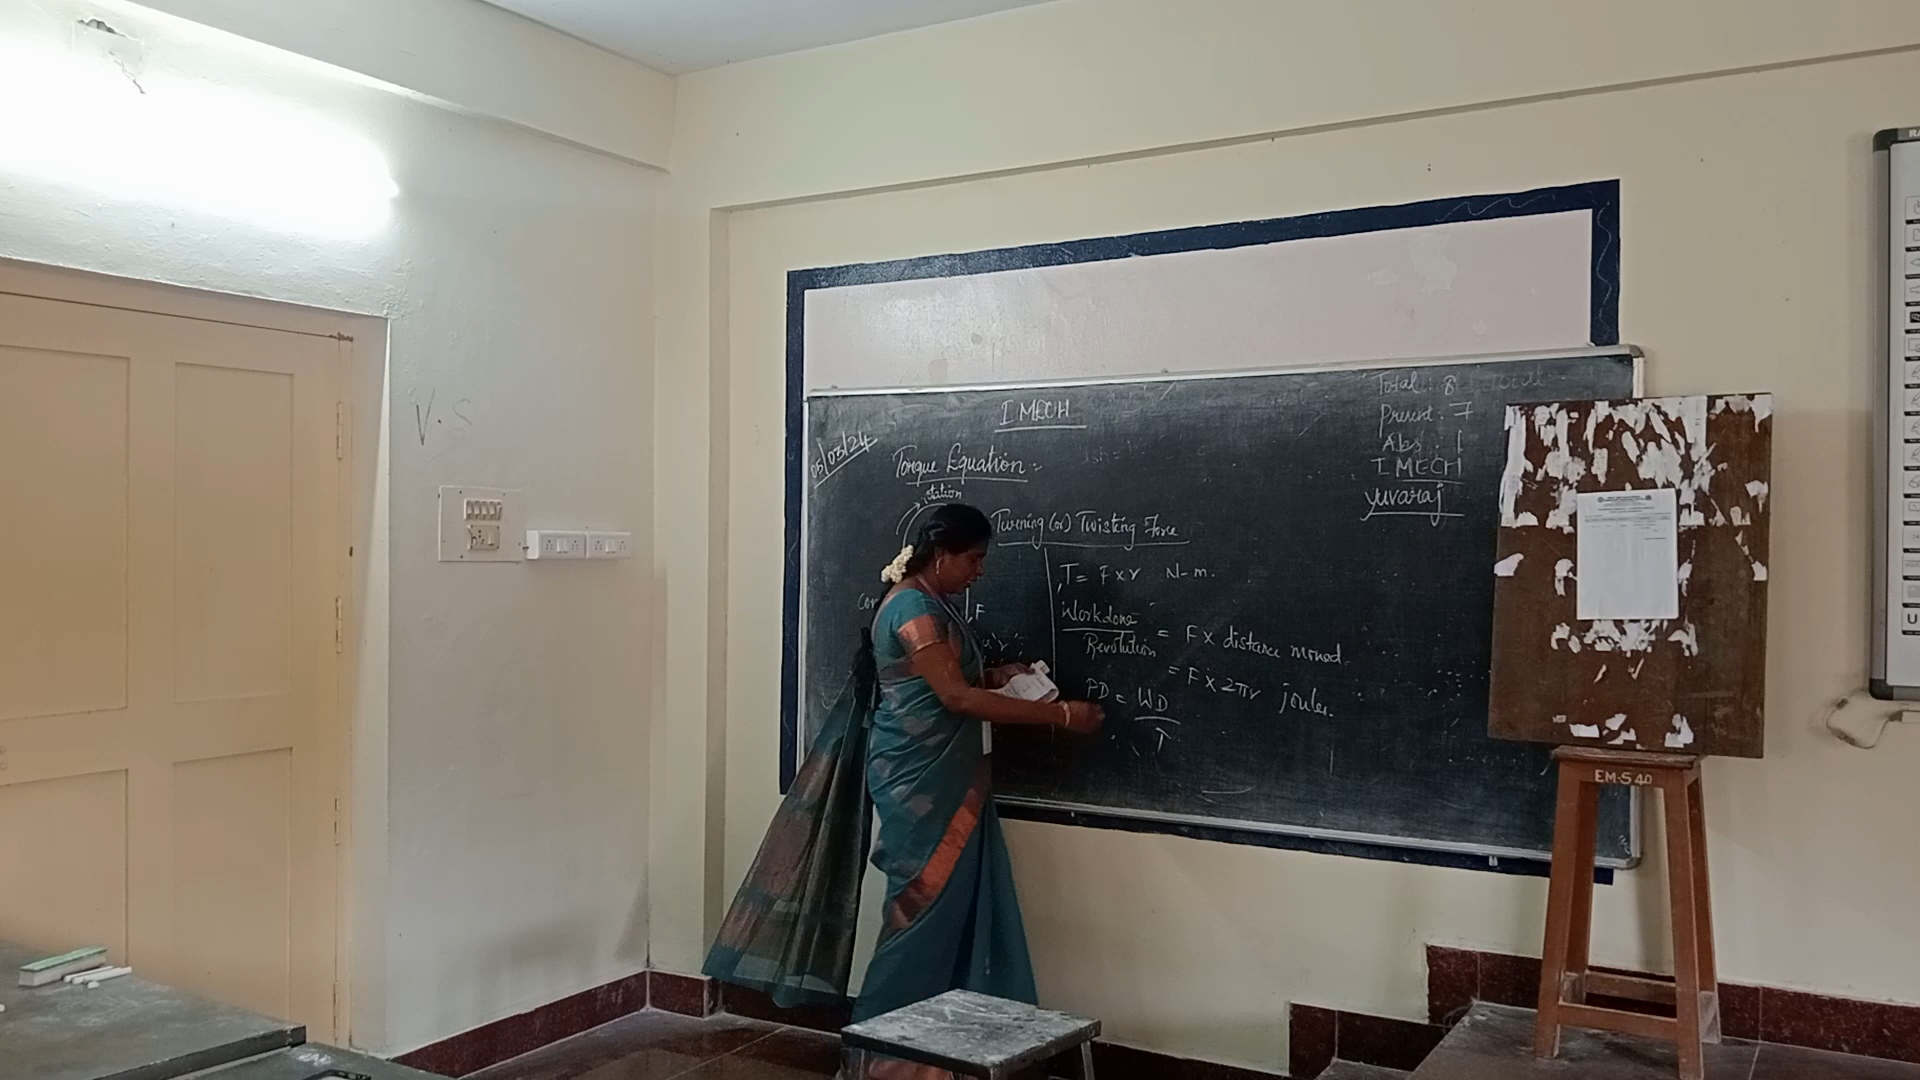 I MECH
05/03/24
Total : 8
Present : 7
Abs : 1
I MECH
yuvaraj
Torque Equation :
Turning (or) Twisting Force
T = F x r N-m.
Workdone
Revolution
= F x distance moved.
= F x 2πr joules.
PD = WD
T
F
V.S
EM-S 40
U